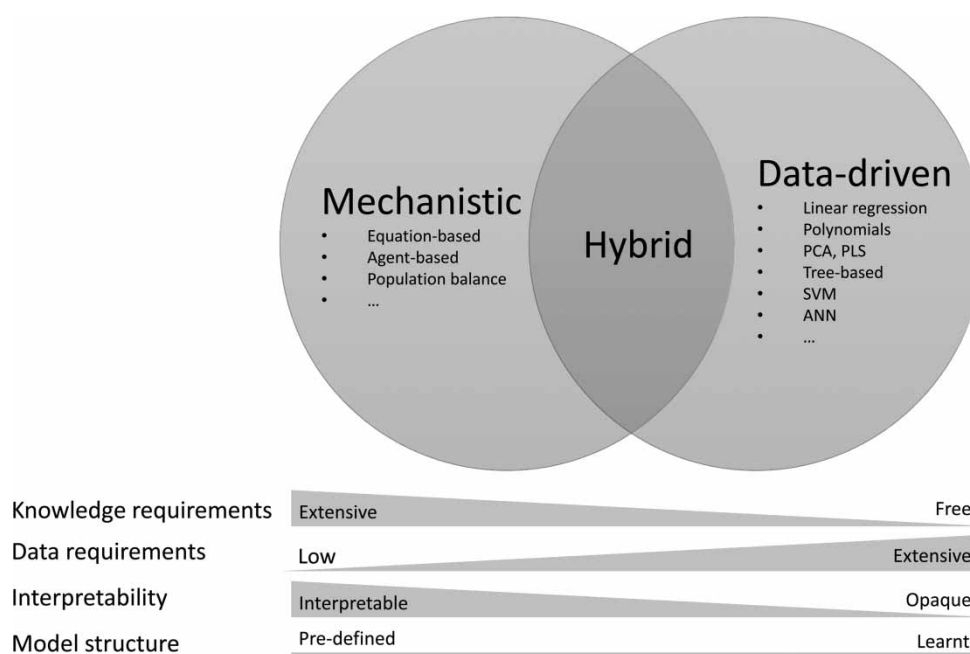 Mechanistic
• Equation-based
• Agent-based
• Population balance
• ...
Hybrid
Data-driven
• Linear regression
• Polynomials
• PCA, PLS
• Tree-based
• SVM
• ANN
• ...
Knowledge requirements Extensive Free
Data requirements Low Extensive
Interpretability Interpretable Opaque
Model structure Pre-defined Learnt